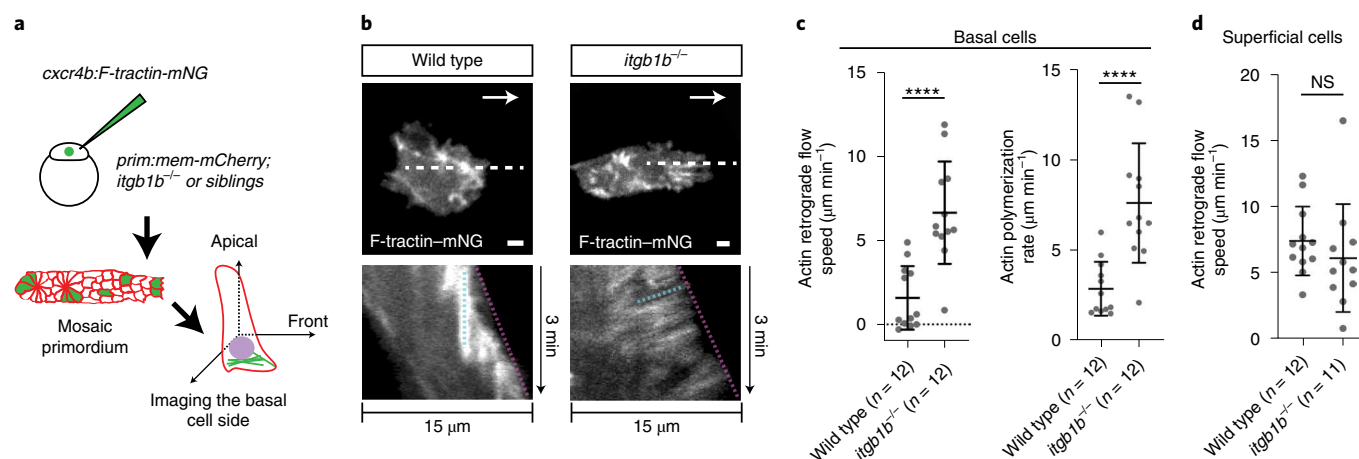 a
cxcr4b:F-tractin-mNG
prim:mem-mCherry;
itgb1b–/– or siblings
Apical
Front
Mosaic
primordium
Imaging the basal
cell side
b
Wild type
itgb1b–/–
F-tractin–mNG
F-tractin–mNG
3 min
3 min
15 μm
15 μm
c
Basal cells
Actin retrograde flow
speed (μm min–1)
15
10
5
0
****
Wild type (n = 12)
itgb1b–/– (n = 12)
Actin polymerization
rate (μm min–1)
15
10
5
0
****
Wild type (n = 12)
itgb1b–/– (n = 12)
d
Superficial cells
Actin retrograde flow
speed (μm min–1)
20
15
10
5
0
NS
Wild type (n = 12)
itgb1b–/– (n = 11)